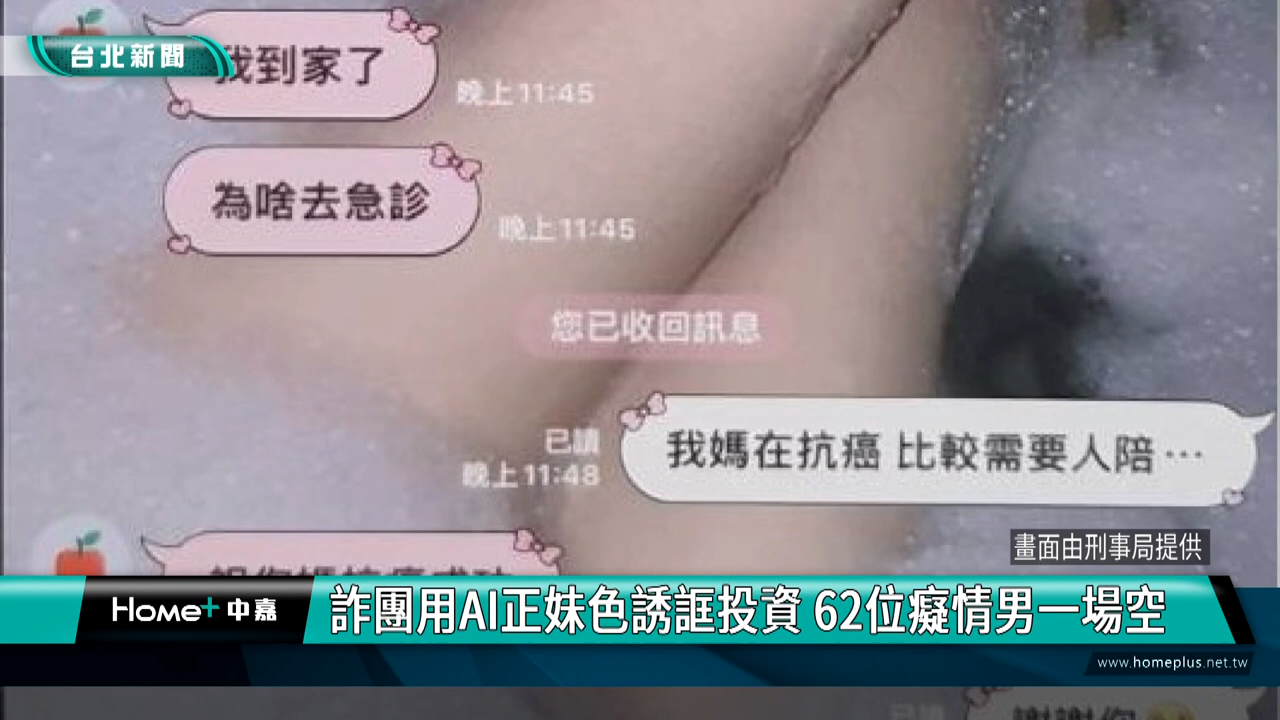 台北新聞
我到家了
晚上11:45
為啥去急診
晚上11:45
您已收回訊息
已讀
晚上11:48
我媽在抗癌 比較需要人陪…
畫面由刑事局提供
Home+中嘉
詐團用AI正妹色誘誆投資 62位癡情男一場空
www.homeplus.net.tw
已讀
謝謝你